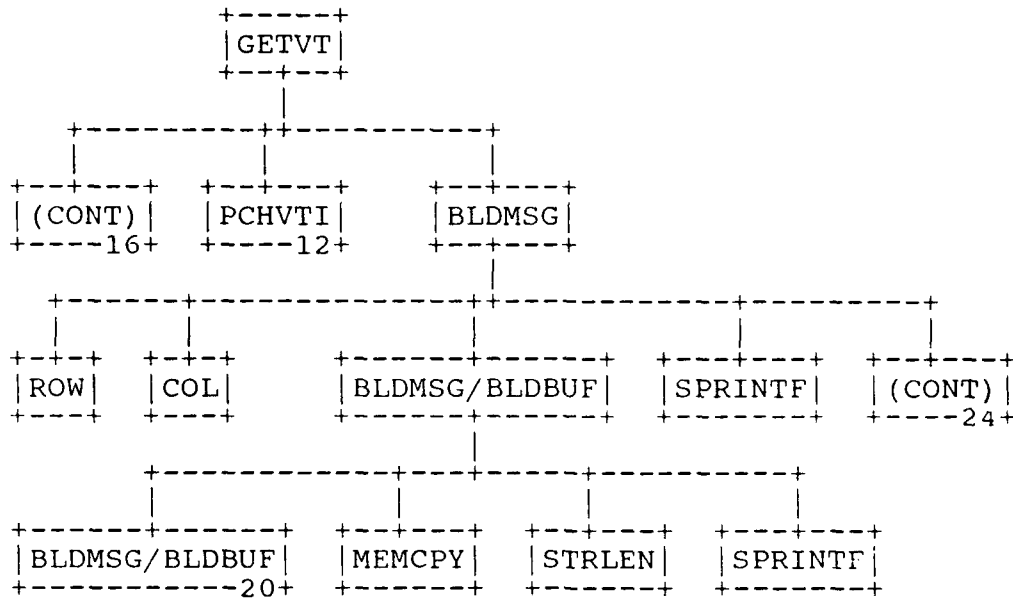 GETVT
(CONT) PCHVTI BLDMSG
16 12
ROW COL BLDMSG/BLDBUF SPRINTF (CONT)
24
BLDMSG/BLDBUF MEMCPY STRLEN SPRINTF
20